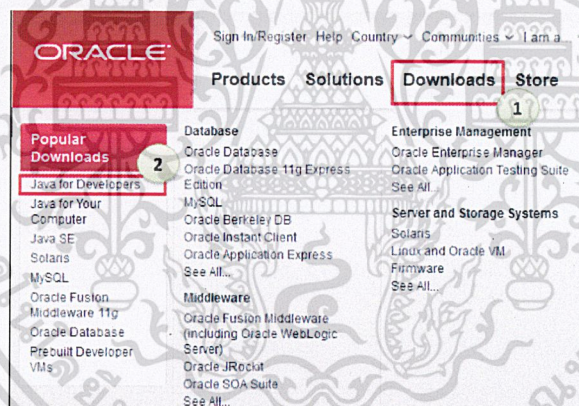 ORACLE
Sign In/Register Help Country Communities I am a...
Products Solutions Downloads Store
1
Popular
Downloads
2
Java for Developers
Java for Your
Computer
Java SE
Solaris
MySQL
Oracle Fusion
Middleware 11g
Oracle Database
Prebuilt Developer
VMs
Database
Oracle Database
Oracle Database 11g Express
Edition
MySQL
Oracle Berkeley DB
Oracle Instant Client
Oracle Application Express
See All...
Middleware
Oracle Fusion Middleware
(including Oracle WebLogic
Server)
Oracle JRockit
Oracle SOA Suite
See All...
Enterprise Management
Oracle Enterprise Manager
Oracle Application Testing Suite
See All...
Server and Storage Systems
Solaris
Linux and Oracle VM
Firmware
See All...